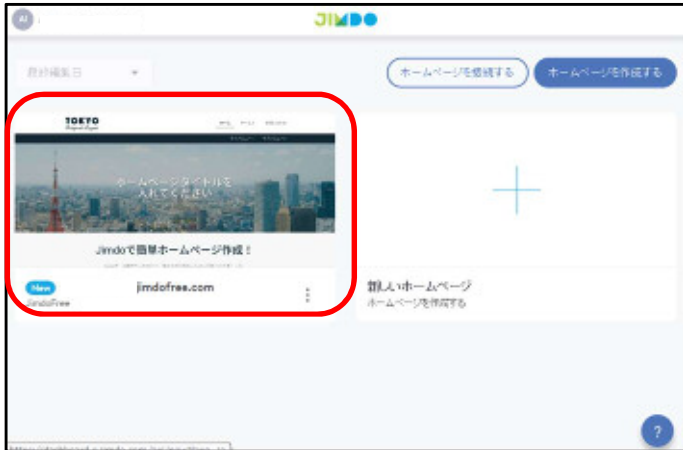 AI
JIMDO
最終編集日
ホームページを接続する
ホームページを作成する
TOKYO
ホームページタイトルを
入れてください
Jimdoで簡単ホームページ作成！
New
jimdofree.com
JimdoFree
新しいホームページ
ホームページを作成する
?